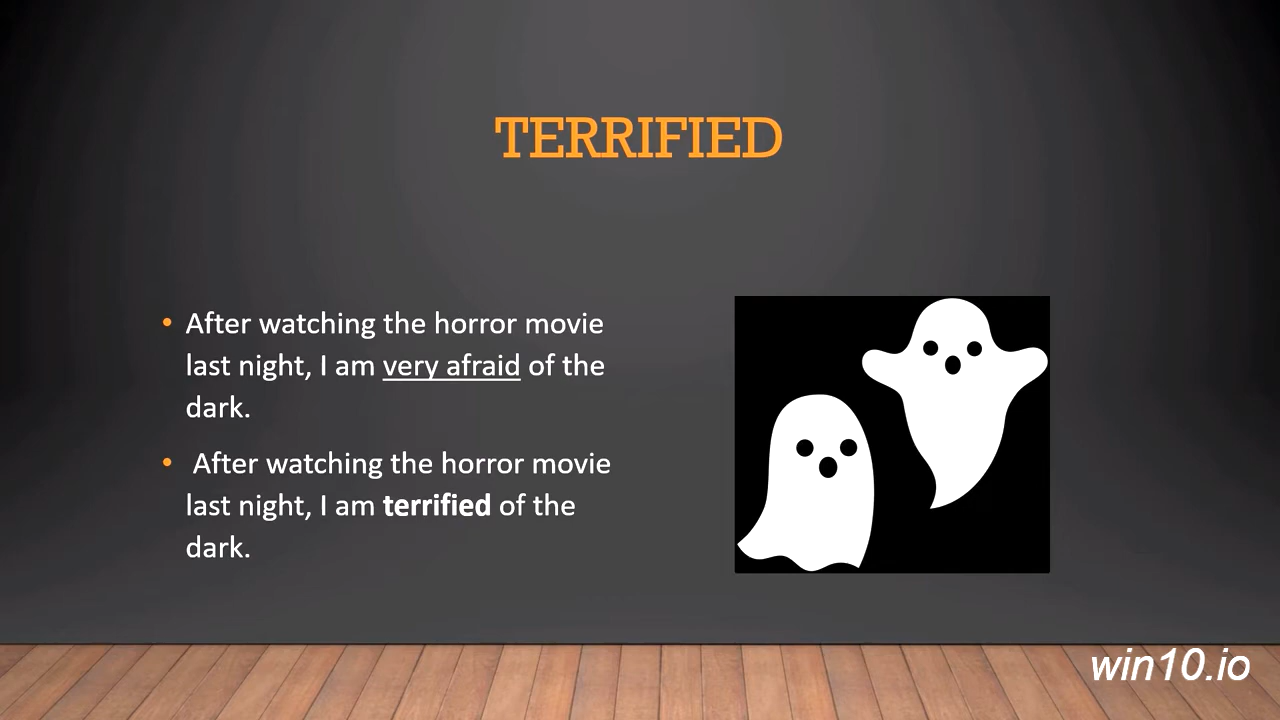 TERRIFIED
• After watching the horror movie
last night, I am very afraid of the
dark.
• After watching the horror movie
last night, I am terrified of the
dark.
win10.io